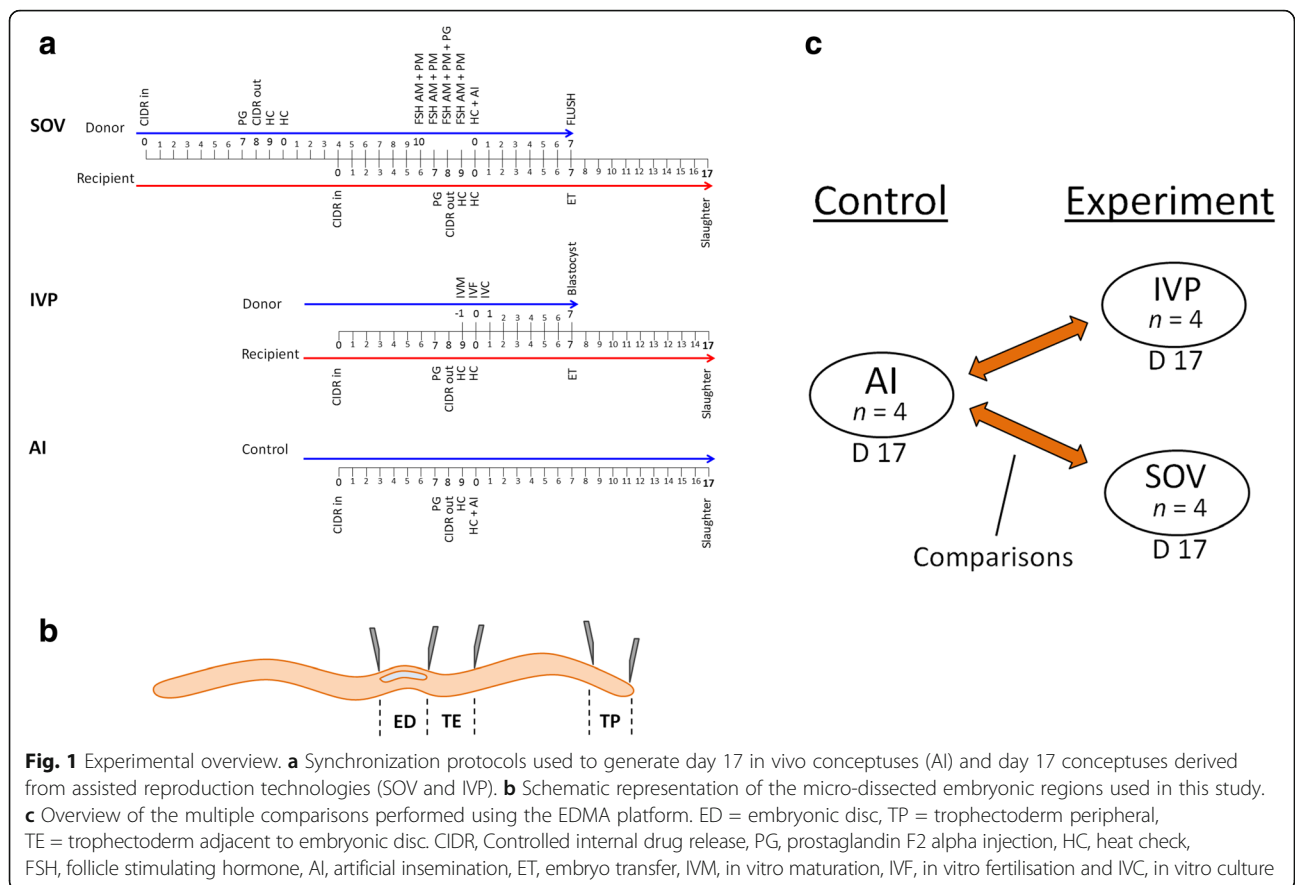 a
SOV
Donor
CIDR in
PG
CIDR out
HC
HC
FSH AM + PM
FSH AM + PM
FSH AM + PM + PG
FSH AM + PM
HC + AI
FLUSH
0 1 2 3 4 5 6 7 8 9 0 1 2 3 4 5 6 7 8 9 10 7 8 9 0 1 2 3 4 5 6 7
0 1 2 3 4 5 6 7 8 9 0 1 2 3 4 5 6 7 8 9 10 11 12 13 14 15 16 17
Recipient
CIDR in
PG
CIDR out
HC
HC
ET
Slaughter
IVP
Donor
IVM
IVF
IVC
Blastocyst
-1 0 1 2 3 4 5 6 7
0 1 2 3 4 5 6 7 8 9 0 1 2 3 4 5 6 7 8 9 10 11 12 13 14 15 16 17
Recipient
CIDR in
PG
CIDR out
HC
HC
ET
Slaughter
AI
Control
0 1 2 3 4 5 6 7 8 9 0 1 2 3 4 5 6 7 8 9 10 11 12 13 14 15 16 17
CIDR in
PG
CIDR out
HC
HC + AI
Slaughter
b
ED
TE
TP
c
Control
Experiment
AI
n = 4
D 17
IVP
n = 4
D 17
SOV
n = 4
D 17
Comparisons
Fig. 1 Experimental overview. a Synchronization protocols used to generate day 17 in vivo conceptuses (AI) and day 17 conceptuses derived
from assisted reproduction technologies (SOV and IVP). b Schematic representation of the micro-dissected embryonic regions used in this study.
c Overview of the multiple comparisons performed using the EDMA platform. ED = embryonic disc, TP = trophectoderm peripheral,
TE = trophectoderm adjacent to embryonic disc. CIDR, Controlled internal drug release, PG, prostaglandin F2 alpha injection, HC, heat check,
FSH, follicle stimulating hormone, AI, artificial insemination, ET, embryo transfer, IVM, in vitro maturation, IVF, in vitro fertilisation and IVC, in vitro culture